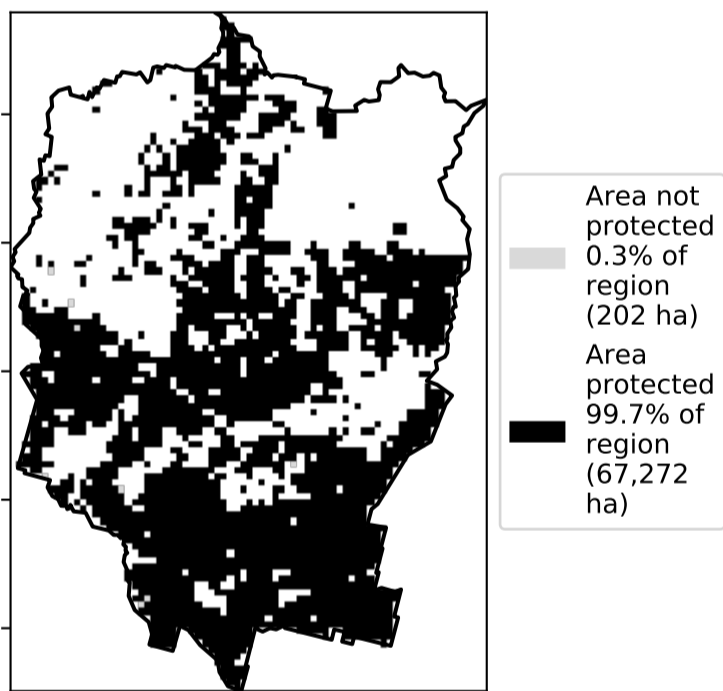 Area not
protected
0.3% of
region
(202 ha)
Area
protected
99.7% of
region
(67,272
ha)